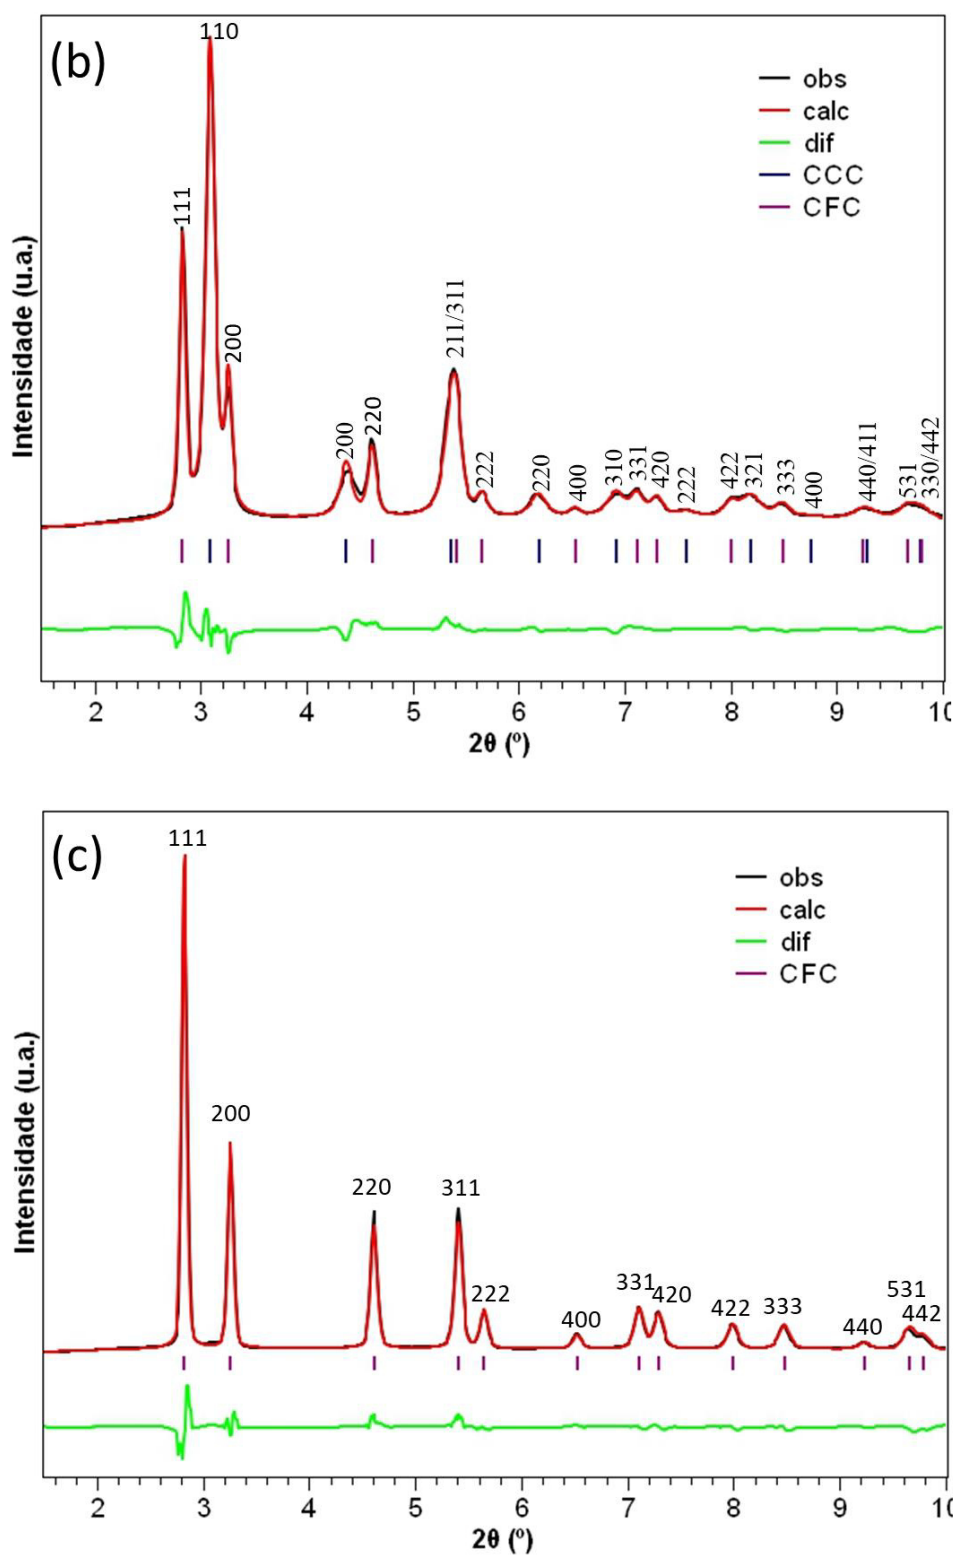 (b)
110
111
200
200
220
211/311
222
220
400
310
331
420
222
422
321
333
400
440/411
531
330/442
obs
calc
dif
CCC
CFC
Intensidade (u.a.)
2 3 4 5 6 7 8 9 10
2θ (º)
(c)
111
200
220
311
222
400
331
420
422
333
440
531
442
obs
calc
dif
CFC
Intensidade (u.a.)
2 3 4 5 6 7 8 9 10
2θ (º)